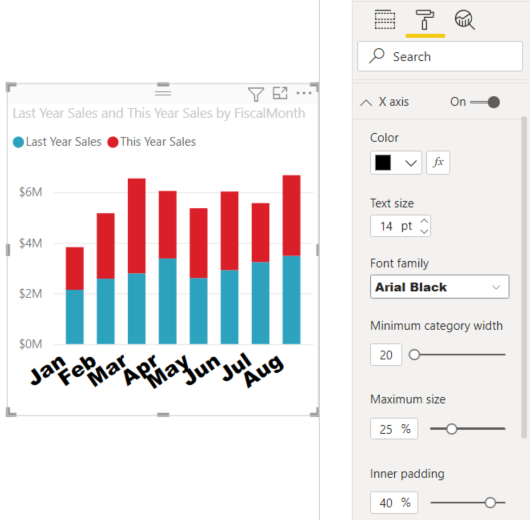 Search
X axis
On
Color
fx
Text size
14 pt
Font family
Arial Black
Minimum category width
20
Maximum size
25 %
Inner padding
40 %
Last Year Sales and This Year Sales by FiscalMonth
Last Year Sales This Year Sales
$6M
$4M
$2M
$0M
Jan Feb Mar Apr May Jun Jul Aug